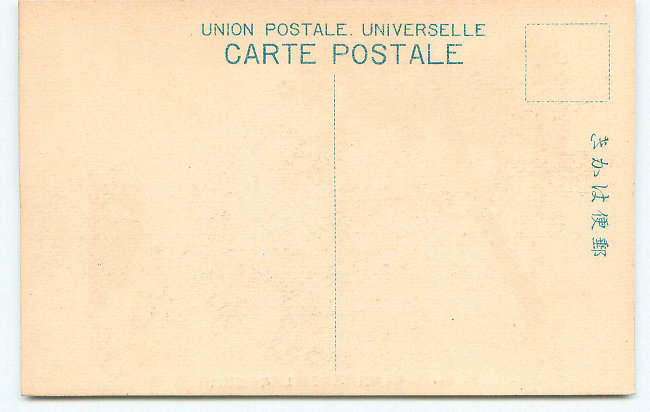 UNION POSTALE. UNIVERSELLE
CARTE POSTALE
郵便はかき